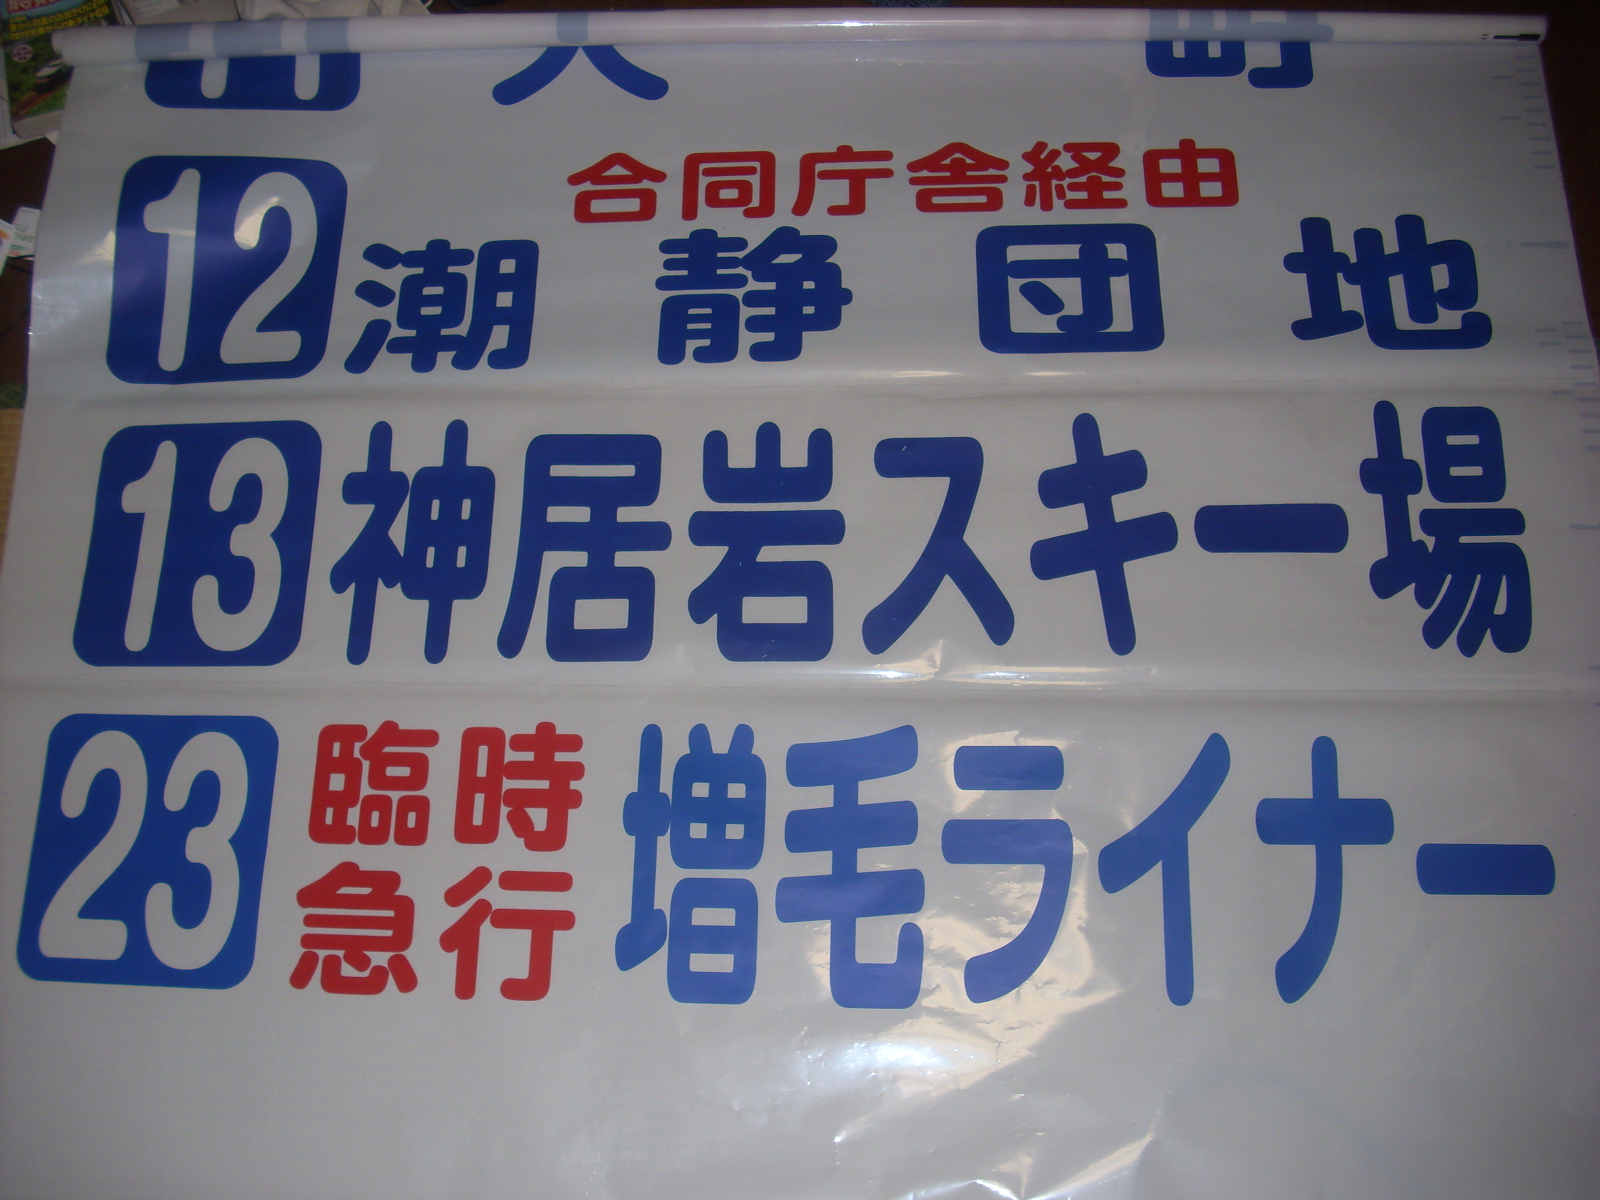 合同庁舎経由
12 潮静団地
13 神居岩スキー場
23 臨時急行 増毛ライナー